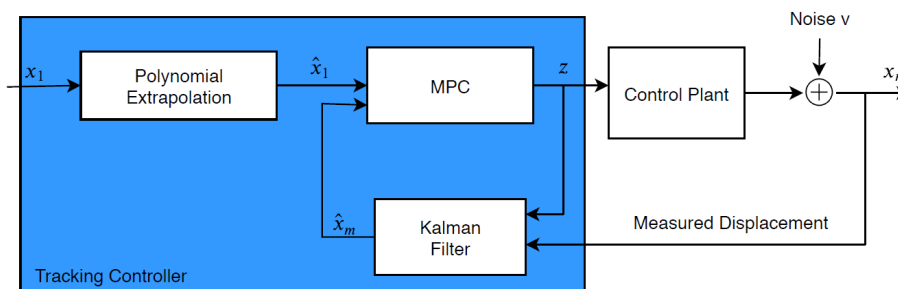 Noise v
x₁
Polynomial
Extrapolation
x̂₁
MPC
z
Control Plant
x̂ₘ
Kalman
Filter
Measured Displacement
Tracking Controller